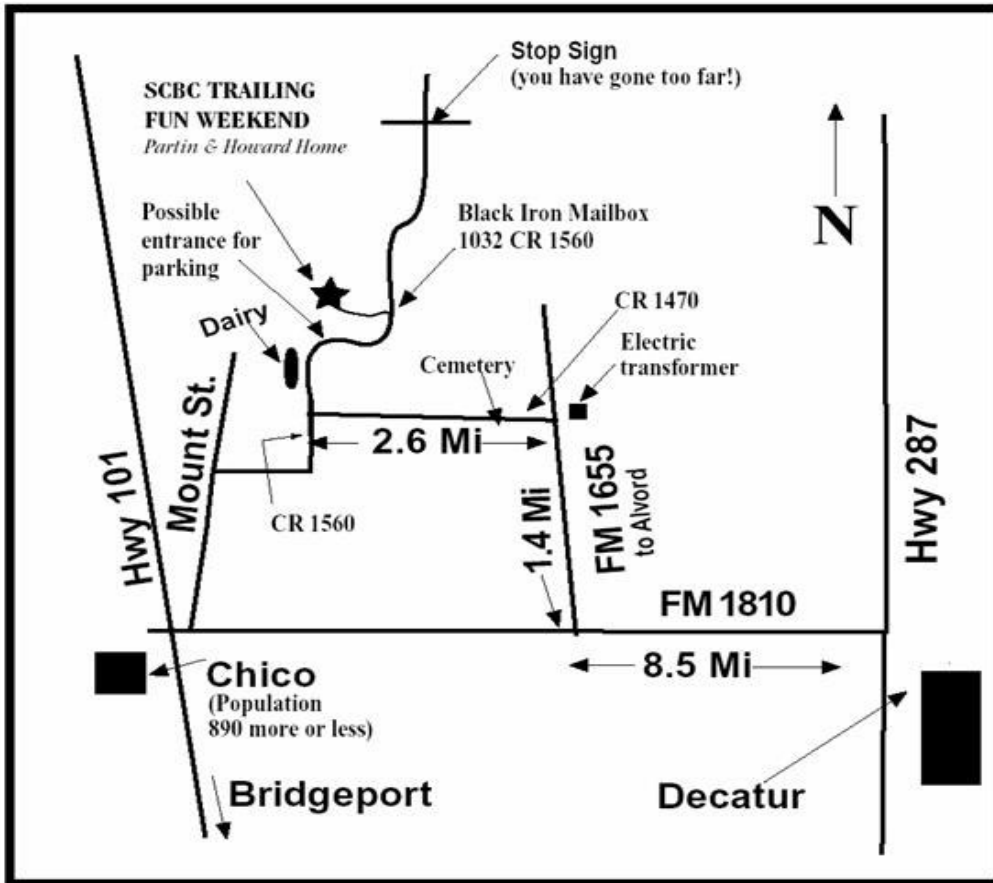 Stop Sign
(you have gone too far!)
SCBC TRAILING
FUN WEEKEND
Partin & Howard Home
Possible
entrance for
parking
Black Iron Mailbox
1032 CR 1560
N
Dairy
CR 1470
Electric
transformer
Cemetery
Mount St.
2.6 Mi
Hwy 101
CR 1560
1.4 Mi
FM 1655
to Alvord
Hwy 287
FM 1810
8.5 Mi
Chico
(Population
890 more or less)
Bridgeport
Decatur